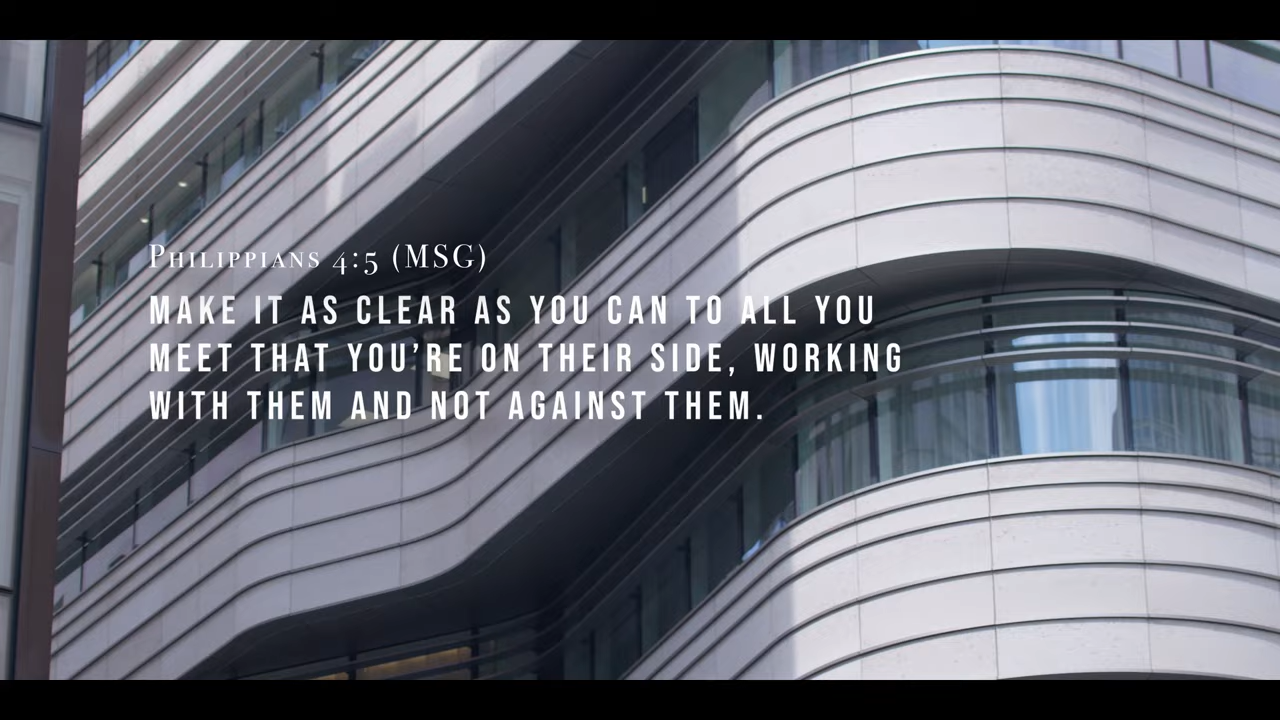 Philippians 4:5 (MSG)
MAKE IT AS CLEAR AS YOU CAN TO ALL YOU
MEET THAT YOU’RE ON THEIR SIDE, WORKING
WITH THEM AND NOT AGAINST THEM.